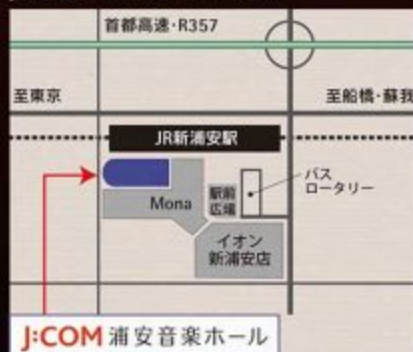 首都高速・R357
至東京
至船橋・蘇我
JR新浦安駅
Mona
駅前
広場
バス
ロータリー
イオン
新浦安店
J:COM 浦安音楽ホール